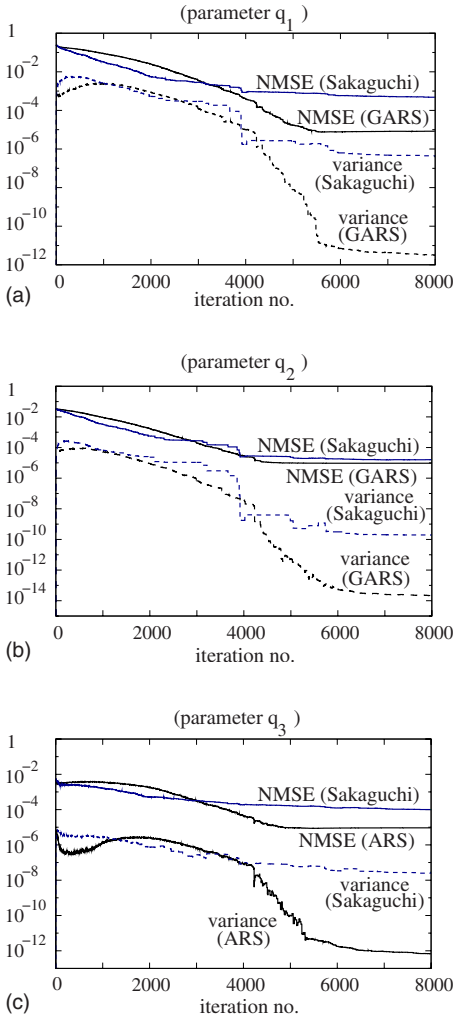 (parameter q₁ )
1
10⁻²
10⁻⁴
10⁻⁶
10⁻⁸
10⁻¹⁰
10⁻¹²
NMSE (Sakaguchi)
NMSE (GARS)
variance
(Sakaguchi)
variance
(GARS)
0 2000 4000 6000 8000
(a) iteration no.
(parameter q₂ )
1
10⁻²
10⁻⁴
10⁻⁶
10⁻⁸
10⁻¹⁰
10⁻¹²
10⁻¹⁴
NMSE (Sakaguchi)
NMSE (GARS)
variance
(Sakaguchi)
variance
(GARS)
0 2000 4000 6000 8000
(b) iteration no.
(parameter q₃ )
1
10⁻²
10⁻⁴
10⁻⁶
10⁻⁸
10⁻¹⁰
10⁻¹²
NMSE (Sakaguchi)
NMSE (ARS)
variance
(Sakaguchi)
variance
(ARS)
0 2000 4000 6000 8000
(c) iteration no.